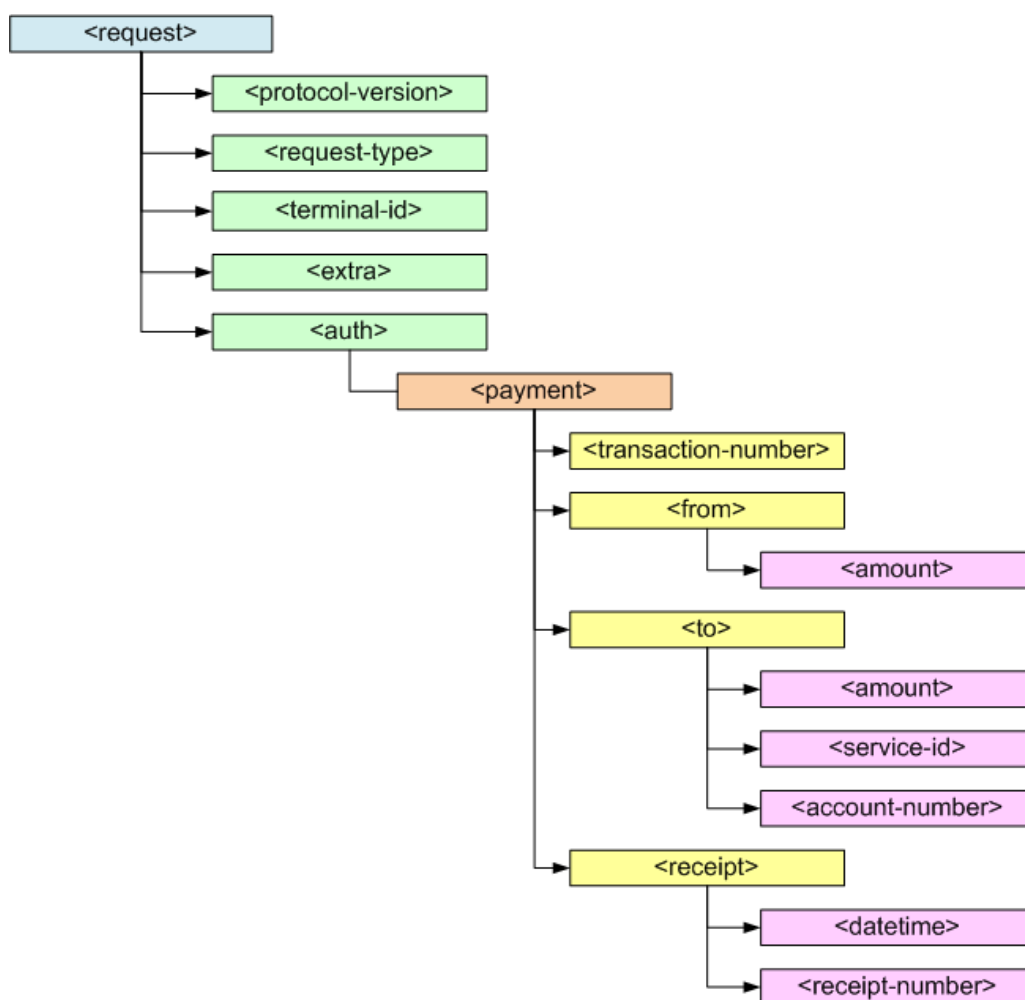 <request>
<protocol-version>
<request-type>
<terminal-id>
<extra>
<auth>
<payment>
<transaction-number>
<from>
<amount>
<to>
<amount>
<service-id>
<account-number>
<receipt>
<datetime>
<receipt-number>